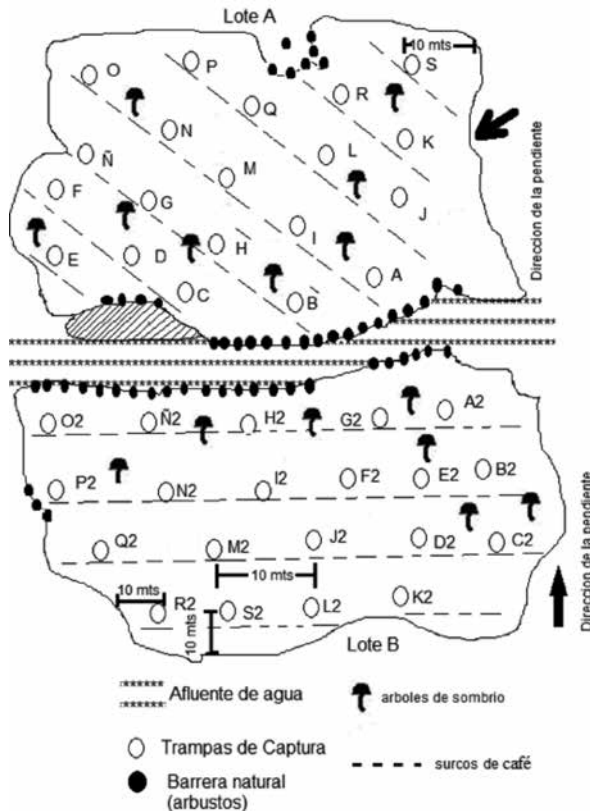 Lote A
10 mts
S
P
O
R
Q
N
K
L
Ñ
M
F
G
J
I
H
E
D
A
C
B
Direccion de la pendiente
A2
O2
Ñ2
H2
G2
B2
P2
N2
I2
F2
E2
Q2
M2
J2
D2
C2
10 mts
10 mts
R2
S2
L2
K2
10 mts
Lote B
Direccion de la pendiente
Afluente de agua
arboles de sombrio
Trampas de Captura
surcos de café
Barrera natural
(arbustos)